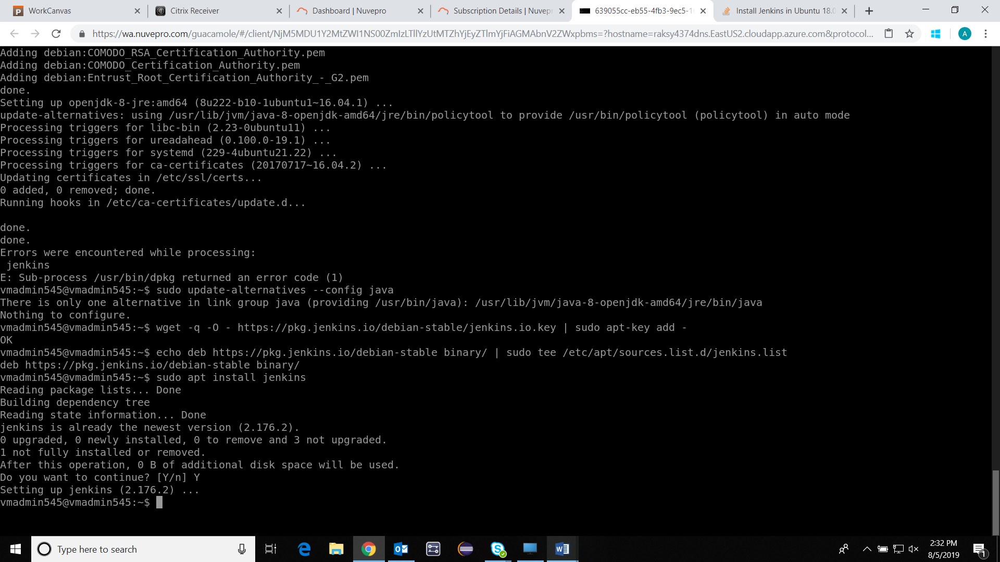 WorkCanvas
Citrix Receiver
Dashboard | Nuvepro
Subscription Details | Nuvepr
639055cc-eb55-4fb3-9ec5-1
Install Jenkins in Ubuntu 18.0
https://wa.nuvepro.com/guacamole/#/client/NjM5MDU1Y2MtZWI1NS00ZmIzLTllYzUtMTZhYjEyZTlmYjFiAGMAbnV2ZWxpbms=?hostname=raksy4374dns.EastUS2.cloudapp.azure.com&protocol...
A
Adding debian:COMODO_RSA_Certification_Authority.pem
Adding debian:COMODO_Certification_Authority.pem
Adding debian:Entrust_Root_Certification_Authority_-_G2.pem
done.
Setting up openjdk-8-jre:amd64 (8u222-b10-1ubuntu1~16.04.1) ...
update-alternatives: using /usr/lib/jvm/java-8-openjdk-amd64/jre/bin/policytool to provide /usr/bin/policytool (policytool) in auto mode
Processing triggers for libc-bin (2.23-0ubuntu11) ...
Processing triggers for ureadahead (0.100.0-19.1) ...
Processing triggers for systemd (229-4ubuntu21.22) ...
Processing triggers for ca-certificates (20170717~16.04.2) ...
Updating certificates in /etc/ssl/certs...
0 added, 0 removed; done.
Running hooks in /etc/ca-certificates/update.d...
done.
done.
Errors were encountered while processing:
jenkins
E: Sub-process /usr/bin/dpkg returned an error code (1)
vmadmin545@vmadmin545:~$ sudo update-alternatives --config java
There is only one alternative in link group java (providing /usr/bin/java): /usr/lib/jvm/java-8-openjdk-amd64/jre/bin/java
Nothing to configure.
vmadmin545@vmadmin545:~$ wget -q -O - https://pkg.jenkins.io/debian-stable/jenkins.io.key | sudo apt-key add -
OK
vmadmin545@vmadmin545:~$ echo deb https://pkg.jenkins.io/debian-stable binary/ | sudo tee /etc/apt/sources.list.d/jenkins.list
deb https://pkg.jenkins.io/debian-stable binary/
vmadmin545@vmadmin545:~$ sudo apt install jenkins
Reading package lists... Done
Building dependency tree
Reading state information... Done
jenkins is already the newest version (2.176.2).
0 upgraded, 0 newly installed, 0 to remove and 3 not upgraded.
1 not fully installed or removed.
After this operation, 0 B of additional disk space will be used.
Do you want to continue? [Y/n] Y
Setting up jenkins (2.176.2) ...
vmadmin545@vmadmin545:~$
Type here to search
2:32 PM
8/5/2019
1